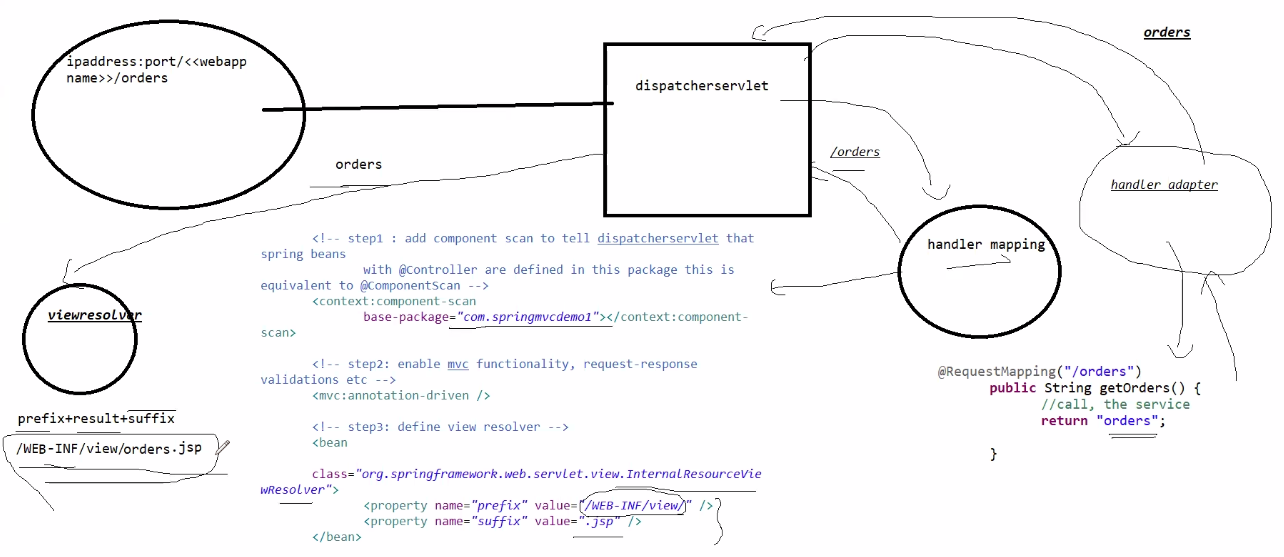 ipaddress:port/<<webapp
name>>/orders
dispatcherservlet
orders
orders
/orders
handler adapter
handler mapping
viewresolver
prefix+result+suffix
/WEB-INF/view/orders.jsp
<!-- step1 : add component scan to tell dispatcherservlet that
spring beans
with @Controller are defined in this package this is
equivalent to @ComponentScan -->
<context:component-scan
base-package="com.springmvcdemo1"></context:component-
scan>
<!-- step2: enable mvc functionality, request-response
validations etc -->
<mvc:annotation-driven />
<!-- step3: define view resolver -->
<bean
class="org.springframework.web.servlet.view.InternalResourceVie
wResolver">
<property name="prefix" value="/WEB-INF/view/" />
<property name="suffix" value=".jsp" />
</bean>
@RequestMapping("/orders")
public String getOrders() {
//call, the service
return "orders";
}